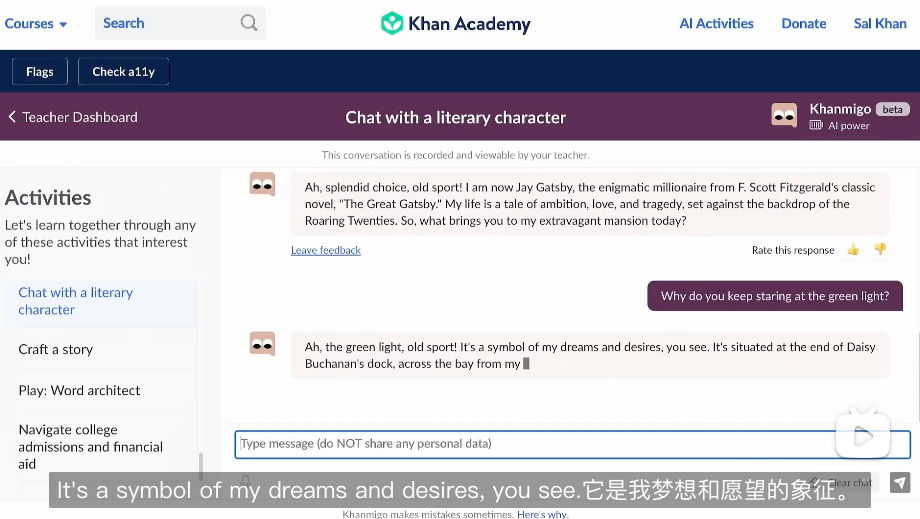 Courses
Search
Khan Academy
AI Activities
Donate
Sal Khan
Flags
Check a11y
Teacher Dashboard
Chat with a literary character
Khanmigo beta
AI power
This conversation is recorded and viewable by your teacher.
Activities
Let's learn together through any
of these activities that interest
you!
Chat with a literary
character
Craft a story
Play: Word architect
Navigate college
admissions and financial
aid
Ah, splendid choice, old sport! I am now Jay Gatsby, the enigmatic millionaire from F. Scott Fitzgerald's classic
novel, "The Great Gatsby." My life is a tale of ambition, love, and tragedy, set against the backdrop of the
Roaring Twenties. So, what brings you to my extravagant mansion today?
Leave feedback
Rate this response
Why do you keep staring at the green light?
Ah, the green light, old sport! It's a symbol of my dreams and desires, you see. It's situated at the end of Daisy
Buchanan's dock, across the bay from my
Type message (do NOT share any personal data)
Clear chat
It's a symbol of my dreams and desires, you see.它是我梦想和愿望的象征。
Khanmigo makes mistakes sometimes. Here's why.